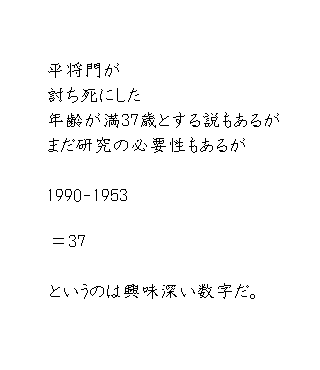 平将門が
討ち死にした
年齢が満37歳とする説もあるが
まだ研究の必要性もあるが
1990-1953
＝37
というのは興味深い数字だ。